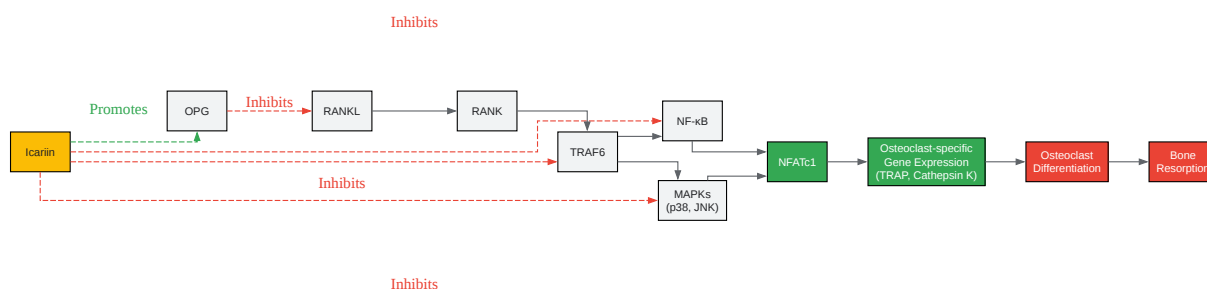 Inhibits
Promotes
OPG
Inhibits
RANKL
RANK
NF-κB
Icariin
TRAF6
NFATc1
Osteoclast-specific
Gene Expression
(TRAP, Cathepsin K)
Osteoclast
Differentiation
Bone
Resorption
Inhibits
MAPKs
(p38, JNK)
Inhibits